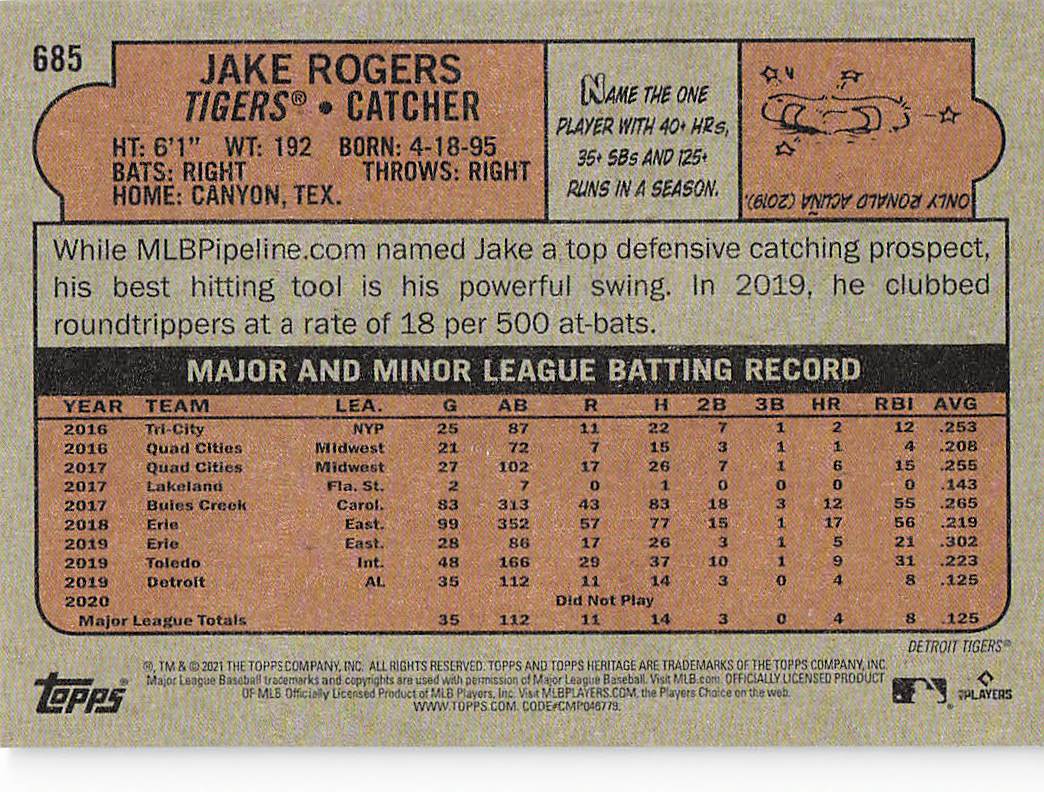 685
JAKE ROGERS
TIGERS® • CATCHER
HT: 6'1" WT: 192 BORN: 4-18-95
BATS: RIGHT THROWS: RIGHT
HOME: CANYON, TEX.
NAME THE ONE
PLAYER WITH 40+ HRs,
35+ SBs AND 125+
RUNS IN A SEASON.
ONLY RONALD ACUÑA (2019).
While MLBPipeline.com named Jake a top defensive catching prospect,
his best hitting tool is his powerful swing. In 2019, he clubbed
roundtrippers at a rate of 18 per 500 at-bats.
MAJOR AND MINOR LEAGUE BATTING RECORD
YEAR TEAM LEA. G AB R H 2B 3B HR RBI AVG
2016 Tri-City NYP 25 87 11 22 7 1 2 12 .253
2016 Quad Cities Midwest 21 72 7 15 3 1 1 4 .208
2017 Quad Cities Midwest 27 102 17 26 7 1 6 15 .255
2017 Lakeland Fla. St. 2 7 0 1 0 0 0 0 .143
2017 Buies Creek Carol. 83 313 43 83 18 3 12 55 .265
2018 Erie East. 99 352 57 77 15 1 17 56 .219
2019 Erie East. 28 86 17 26 3 1 5 21 .302
2019 Toledo Int. 48 166 29 37 10 1 9 31 .223
2019 Detroit AL 35 112 11 14 3 0 4 8 .125
2020 Did Not Play
Major League Totals 35 112 11 14 3 0 4 8 .125
DETROIT TIGERS®
®, TM & © 2021 THE TOPPS COMPANY, INC. ALL RIGHTS RESERVED. TOPPS AND TOPPS HERITAGE ARE TRADEMARKS OF THE TOPPS COMPANY, INC.
Major League Baseball trademarks and copyrights are used with permission of Major League Baseball. Visit MLB.com. OFFICIALLY LICENSED PRODUCT
OF MLB Officially Licensed Product of MLB Players, Inc. Visit MLBPLAYERS.COM, the Players Choice on the web.
WWW.TOPPS.COM. CODE#CMP046779.
TOPPS®
PLAYERS